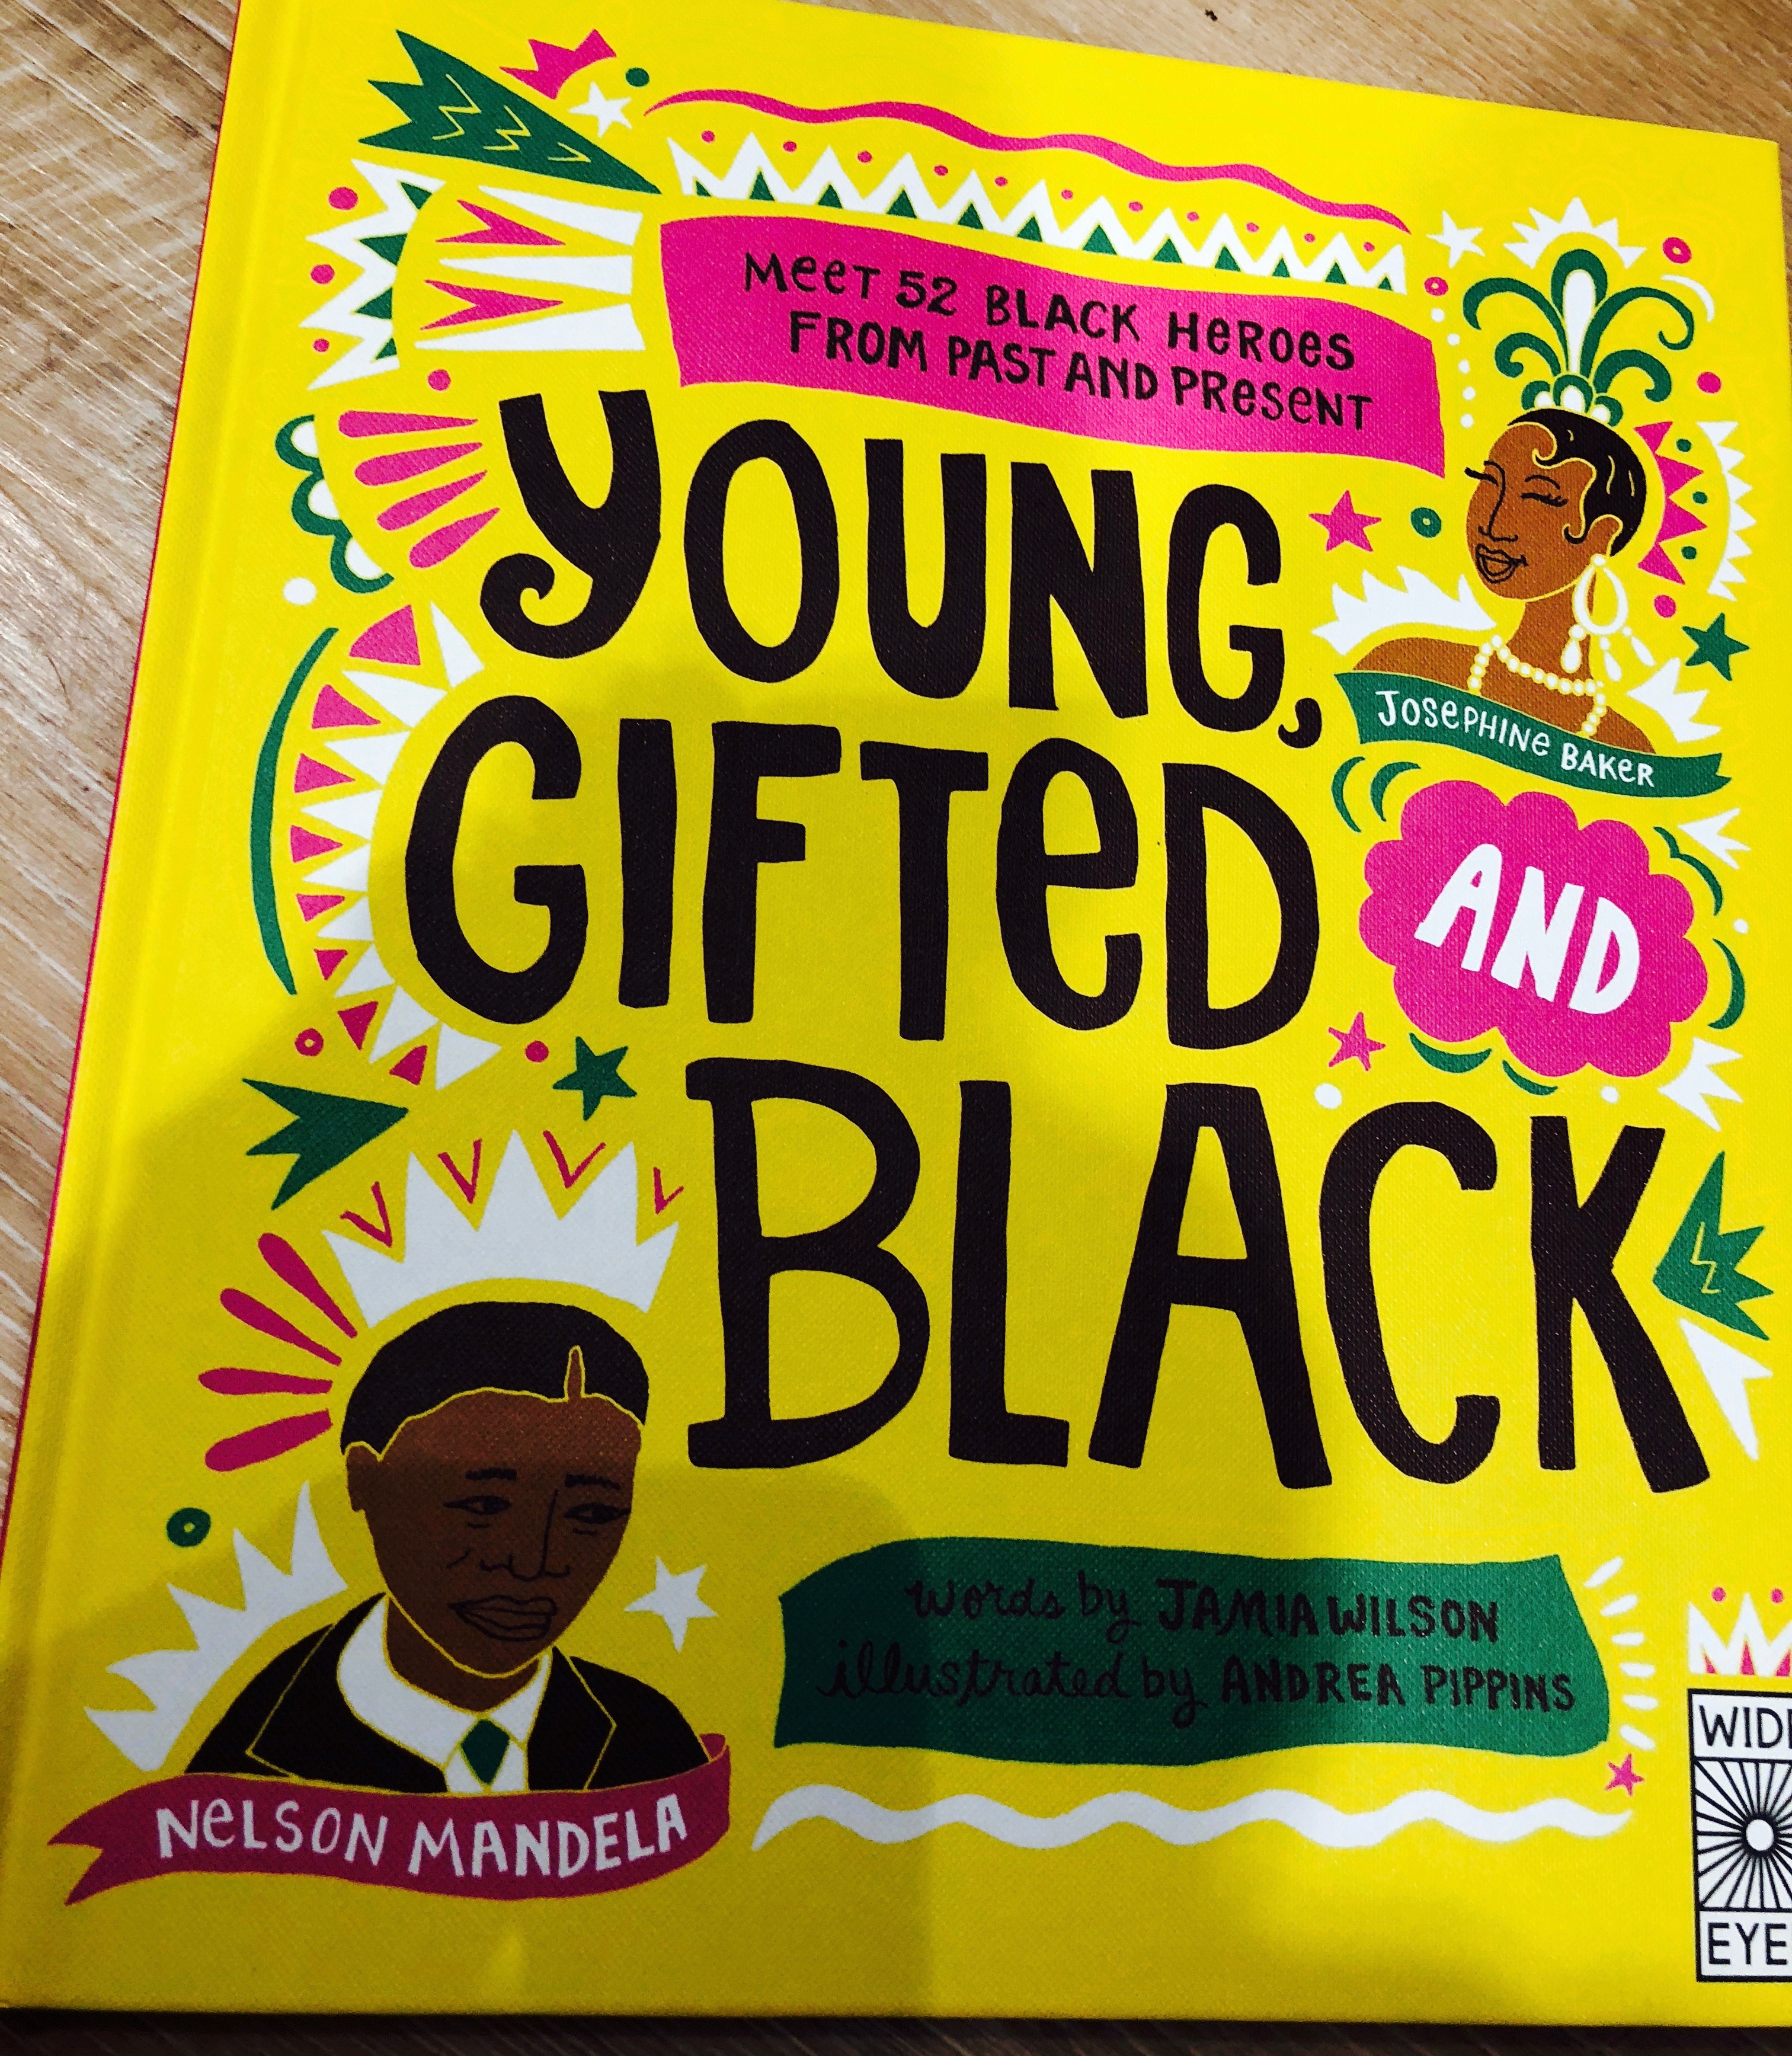 MEET 52 BLACK HEROES
FROM PAST AND PRESENT
YOUNG,
JOSEPHINE BAKER
GIFTED
AND
BLACK
words by JAMIA WILSON
illustrated by ANDREA PIPPINS
NELSON MANDELA
WIDE
EYE